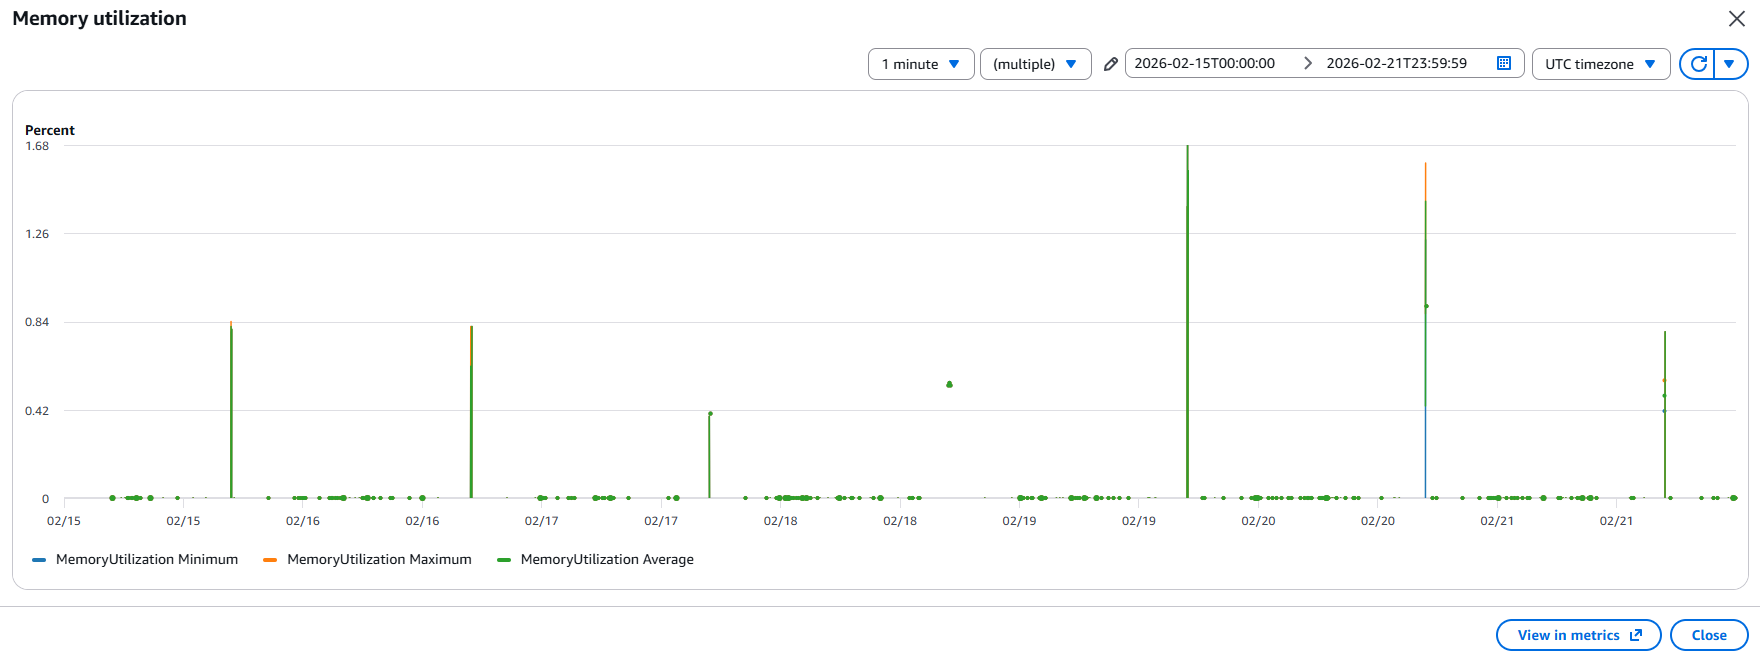 Memory utilization
1 minute (multiple) 2026-02-15T00:00:00 2026-02-21T23:59:59 UTC timezone
Percent
1.68
1.26
0.84
0.42
0
02/15 02/15 02/16 02/16 02/17 02/17 02/18 02/18 02/19 02/19 02/20 02/20 02/21 02/21
MemoryUtilization Minimum MemoryUtilization Maximum MemoryUtilization Average
View in metrics Close